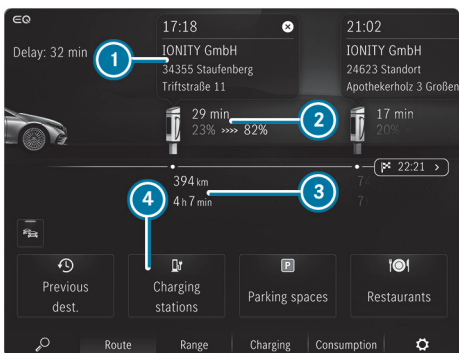 EQ
Delay: 32 min
17:18
IONITY GmbH
34355 Staufenberg
Triftstraße 11
21:02
IONITY GmbH
24623 Standort
Apothekerholz 3 Großen
1
29 min
23% »»» 82%
2
17 min
20%
22:21 >
394 km
4 h 7 min
3
4
Previous
dest.
Charging
stations
P
Parking spaces
Restaurants
Route
Range
Charging
Consumption